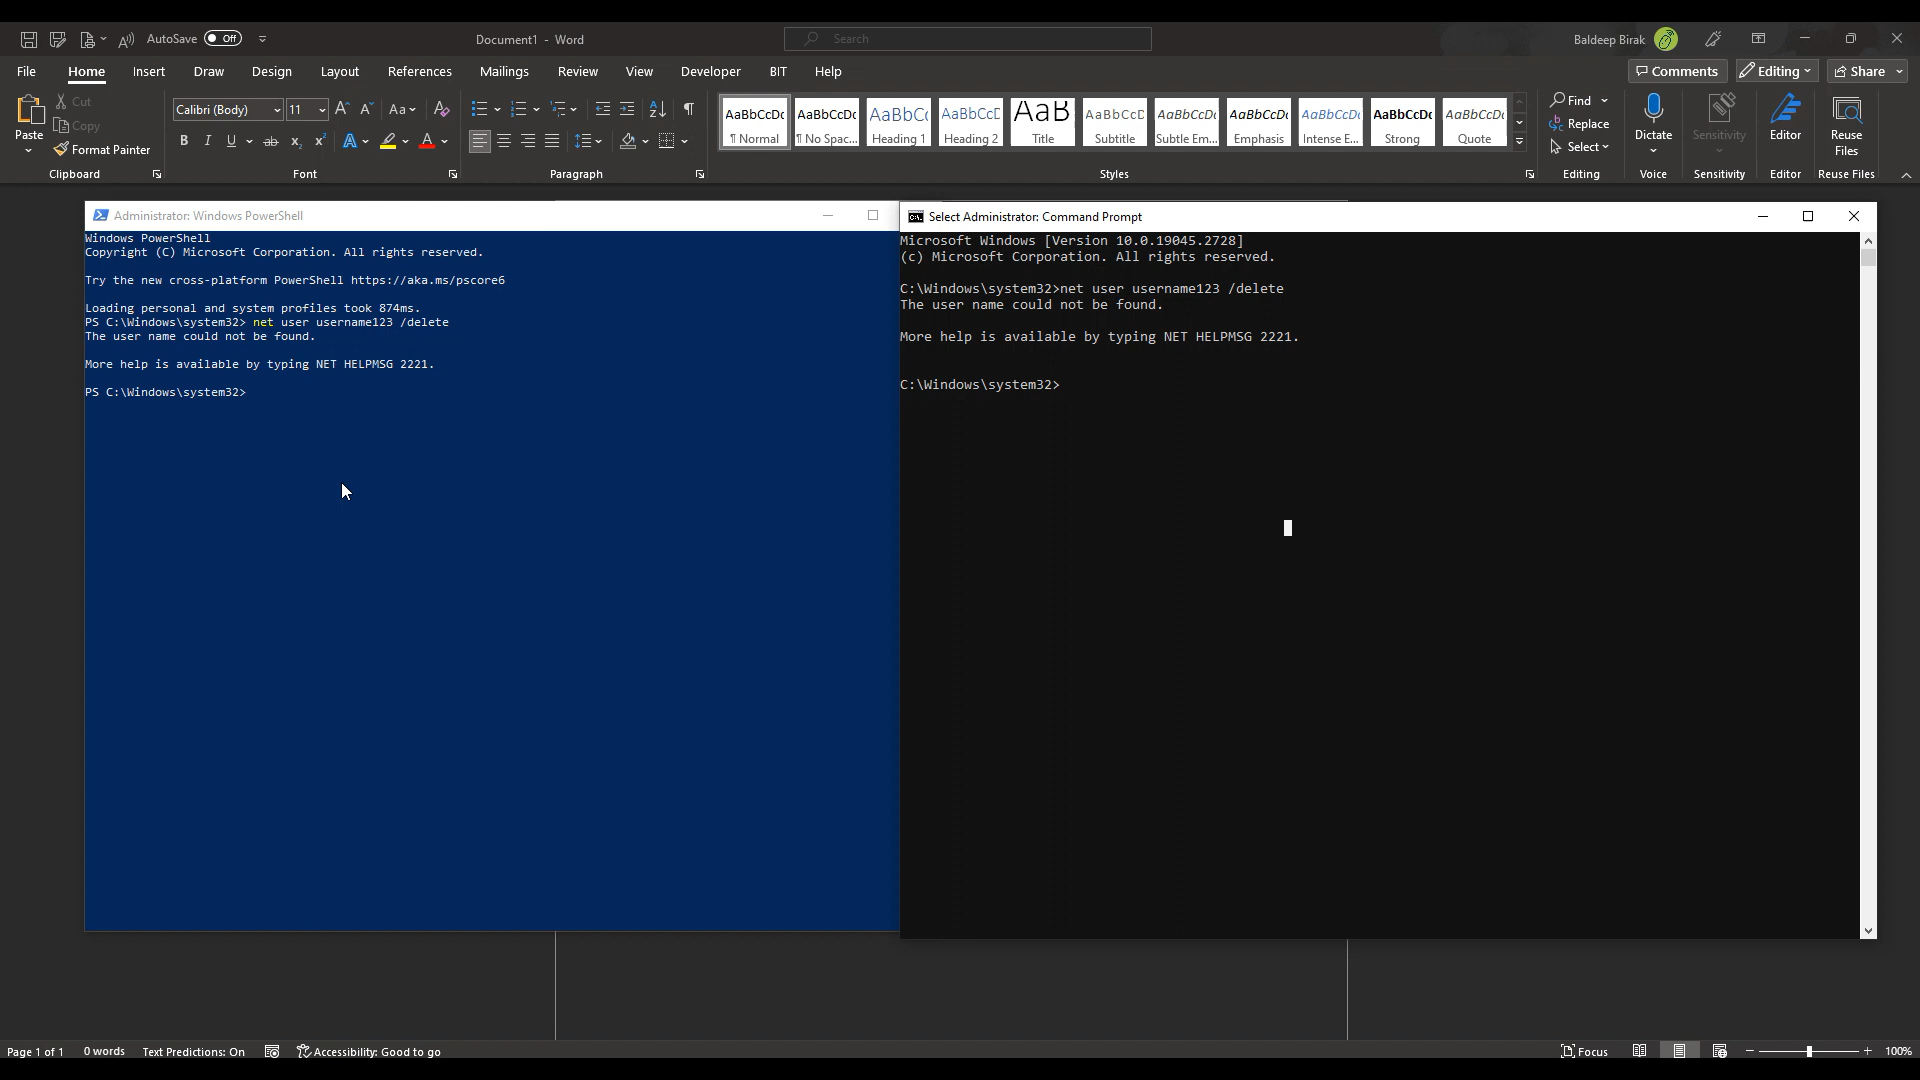 AutoSave Off
Document1 - Word
Search
Baldeep Birak
File Home Insert Draw Design Layout References Mailings Review View Developer BIT Help
Comments Editing Share
Paste
Cut
Copy
Format Painter
Clipboard
Calibri (Body) 11
Font
Paragraph
AaBbCcDc AaBbCcDc AaBbC AaBbCcD AaB AaBbCcD AaBbCcDc AaBbCcDc AaBbCcDc AaBbCcDc AaBbCcDc
¶ Normal ¶ No Spac... Heading 1 Heading 2 Title Subtitle Subtle Em... Emphasis Intense E... Strong Quote
Styles
Find
Replace
Select
Editing
Dictate
Voice
Sensitivity
Sensitivity
Editor
Editor
Reuse
Files
Reuse Files
Administrator: Windows PowerShell
Windows PowerShell
Copyright (C) Microsoft Corporation. All rights reserved.
Try the new cross-platform PowerShell https://aka.ms/pscore6
Loading personal and system profiles took 874ms.
PS C:\Windows\system32> net user username123 /delete
The user name could not be found.
More help is available by typing NET HELPMSG 2221.
PS C:\Windows\system32>
Select Administrator: Command Prompt
Microsoft Windows [Version 10.0.19045.2728]
(c) Microsoft Corporation. All rights reserved.
C:\Windows\system32>net user username123 /delete
The user name could not be found.
More help is available by typing NET HELPMSG 2221.
C:\Windows\system32>
Page 1 of 1 0 words Text Predictions: On Accessibility: Good to go
Focus
100%